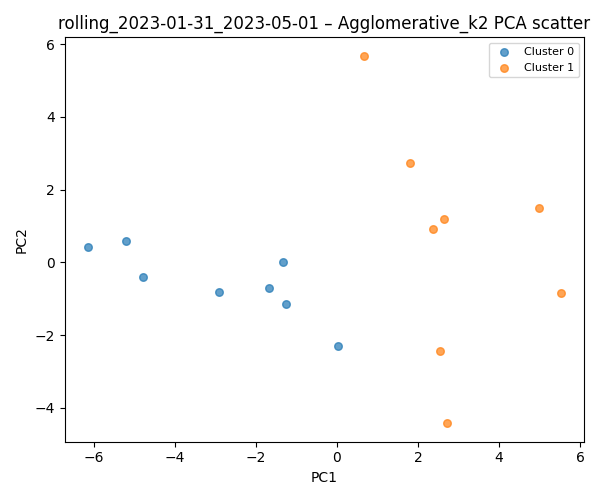 rolling_2023-01-31_2023-05-01 – Agglomerative_k2 PCA scatter
Cluster 0
Cluster 1
6
4
2
0
−2
−4
PC2
−6
−4
−2
0
2
4
6
PC1